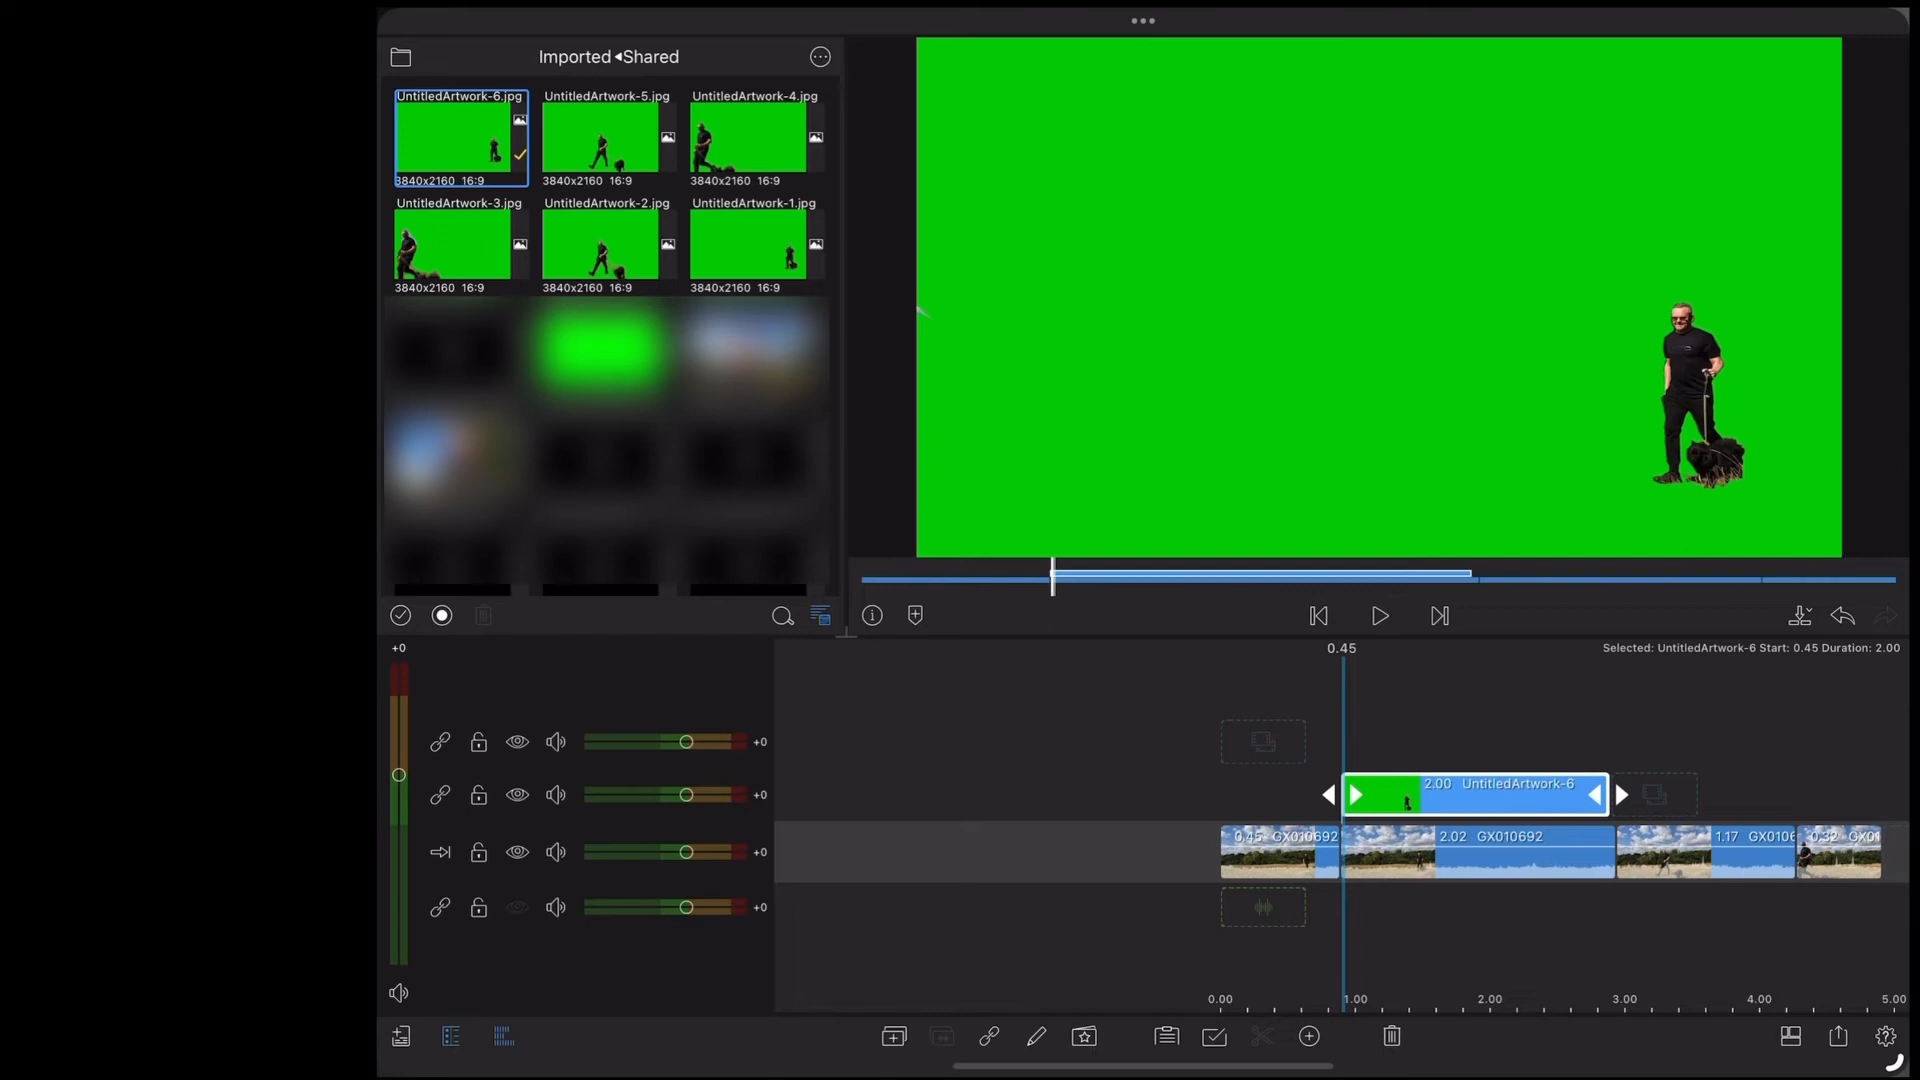 Imported ◂Shared
UntitledArtwork-6.jpg
UntitledArtwork-5.jpg
UntitledArtwork-4.jpg
3840x2160 16:9
3840x2160 16:9
3840x2160 16:9
UntitledArtwork-3.jpg
UntitledArtwork-2.jpg
UntitledArtwork-1.jpg
3840x2160 16:9
3840x2160 16:9
3840x2160 16:9
+0
0.45
Selected: UntitledArtwork-6 Start: 0.45 Duration: 2.00
+0
2.00 UntitledArtwork-6
+0
0.45 GX010692
2.02 GX010692
1.17 GX0106
0.32 GX01
+0
+0
0.00
1.00
2.00
3.00
4.00
5.00